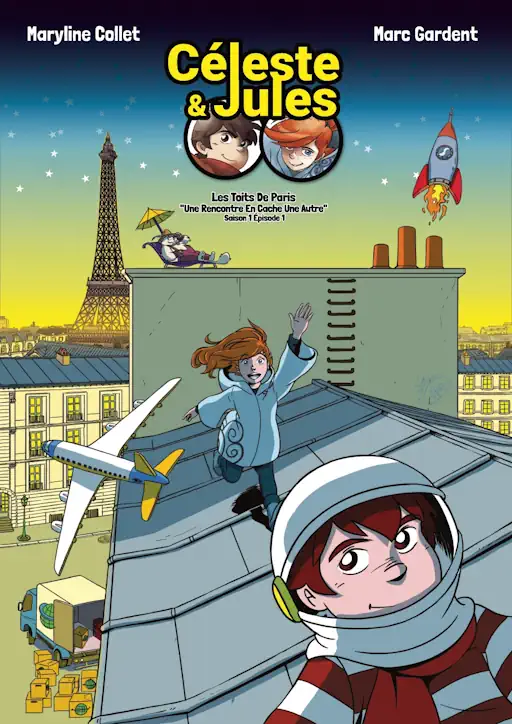 Maryline Collet
Marc Gardent
Céleste
& Jules
Les Toits De Paris
"Une Rencontre En Cache Une Autre"
Saison 1 Épisode 1